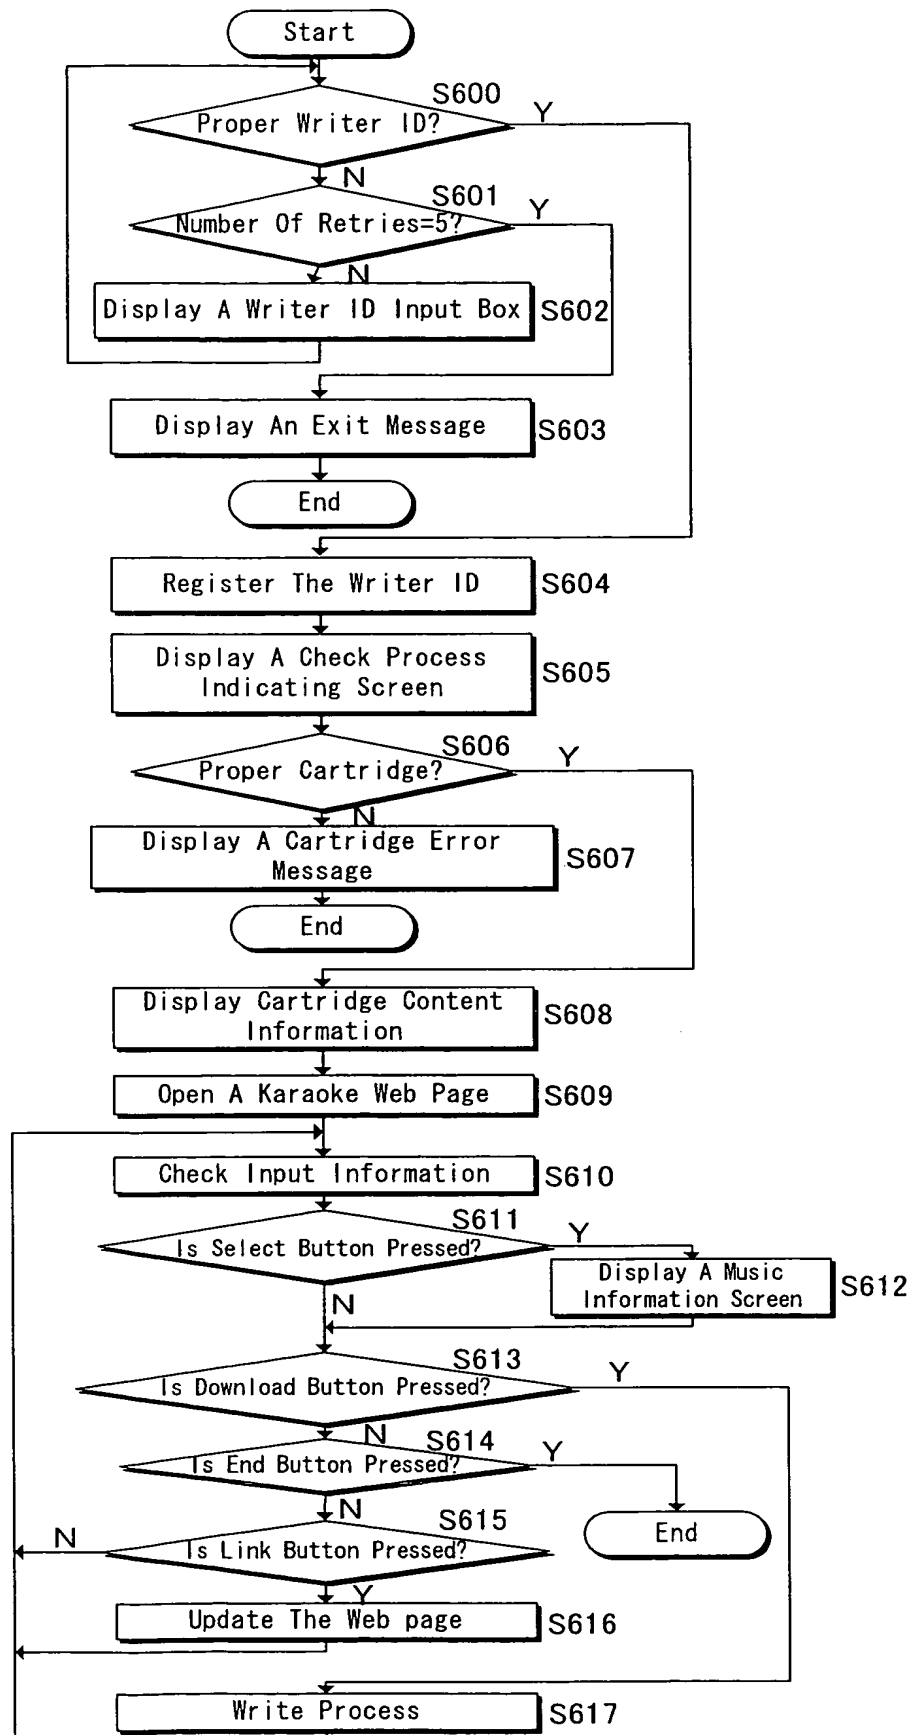 Start
S600
Proper Writer ID?
Y
N
S601
Number Of Retries=5?
Y
N
Display A Writer ID Input Box
S602
Display An Exit Message
S603
End
Register The Writer ID
S604
Display A Check Process
Indicating Screen
S605
S606
Proper Cartridge?
Y
N
Display A Cartridge Error
Message
S607
End
Display Cartridge Content
Information
S608
Open A Karaoke Web Page
S609
Check Input Information
S610
S611
Is Select Button Pressed?
Y
N
Display A Music
Information Screen
S612
S613
Is Download Button Pressed?
Y
N
S614
Is End Button Pressed?
Y
N
End
S615
Is Link Button Pressed?
N
Y
Update The Web page
S616
Write Process
S617